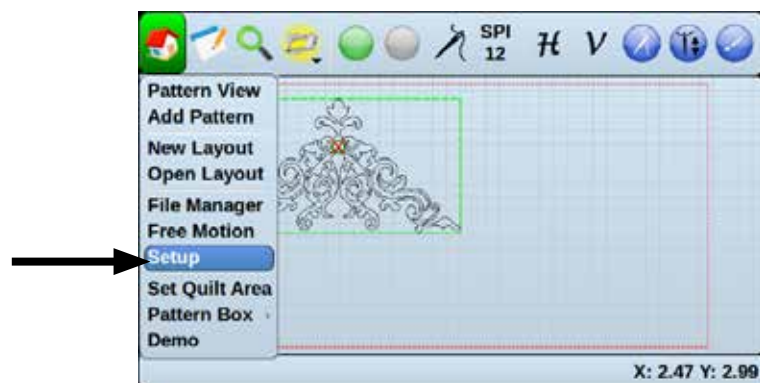 SPI
12
H V
Pattern View
Add Pattern
New Layout
Open Layout
File Manager
Free Motion
Setup
Set Quilt Area
Pattern Box
Demo
X: 2.47 Y: 2.99